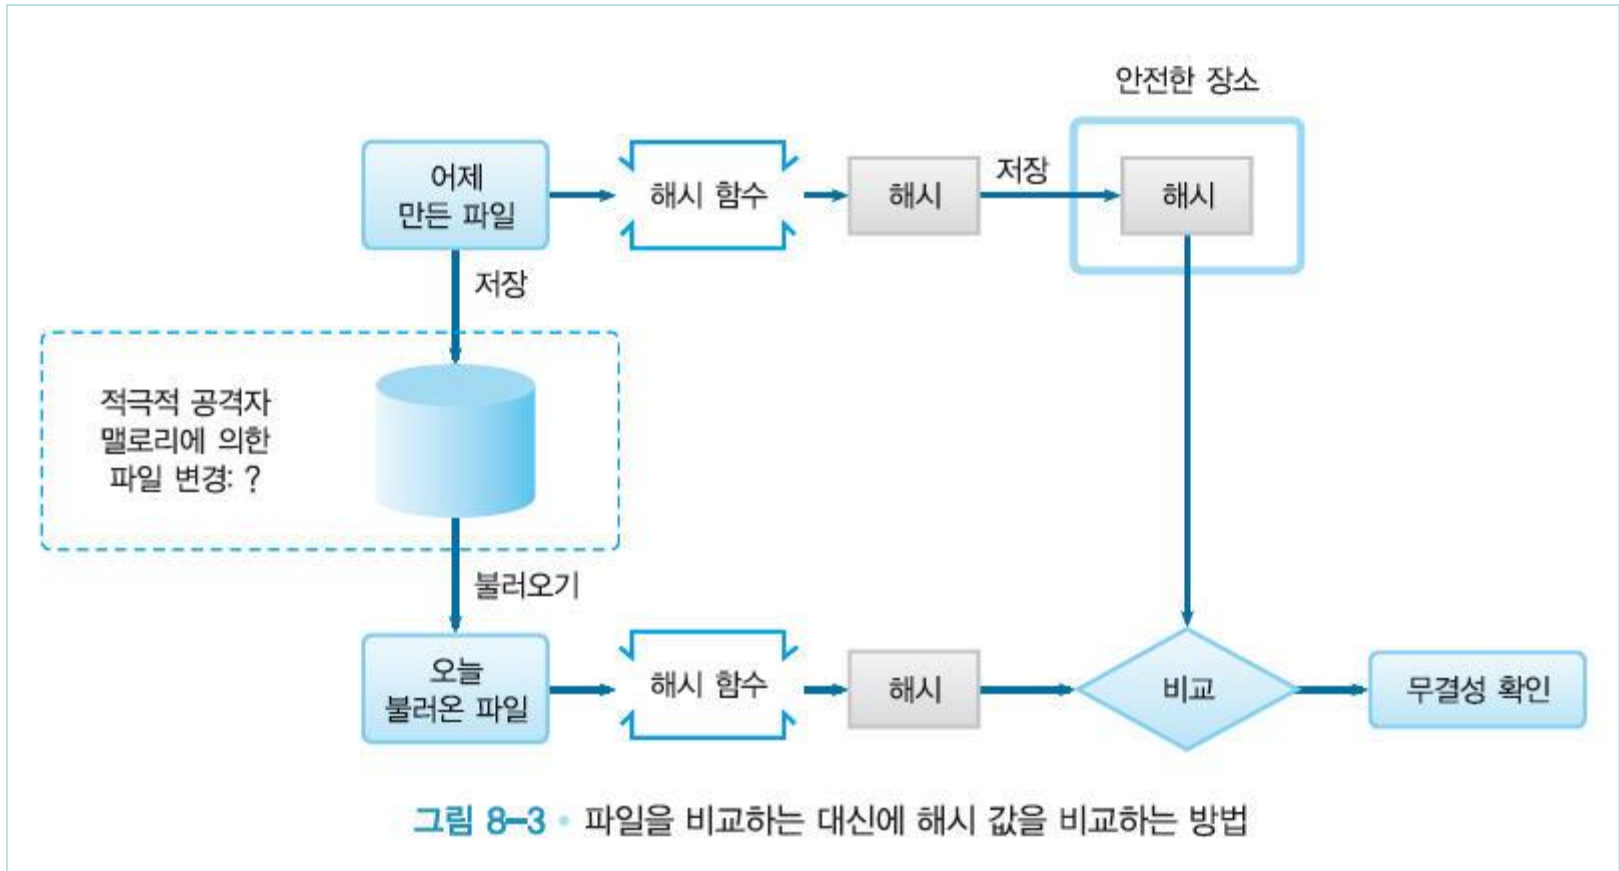 안전한 장소
어제
만든 파일
해시 함수
해시
저장
해시
저장
적극적 공격자
맬로리에 의한
파일 변경: ?
불러오기
오늘
불러온 파일
해시 함수
해시
비교
무결성 확인
그림 8-3 • 파일을 비교하는 대신에 해시 값을 비교하는 방법